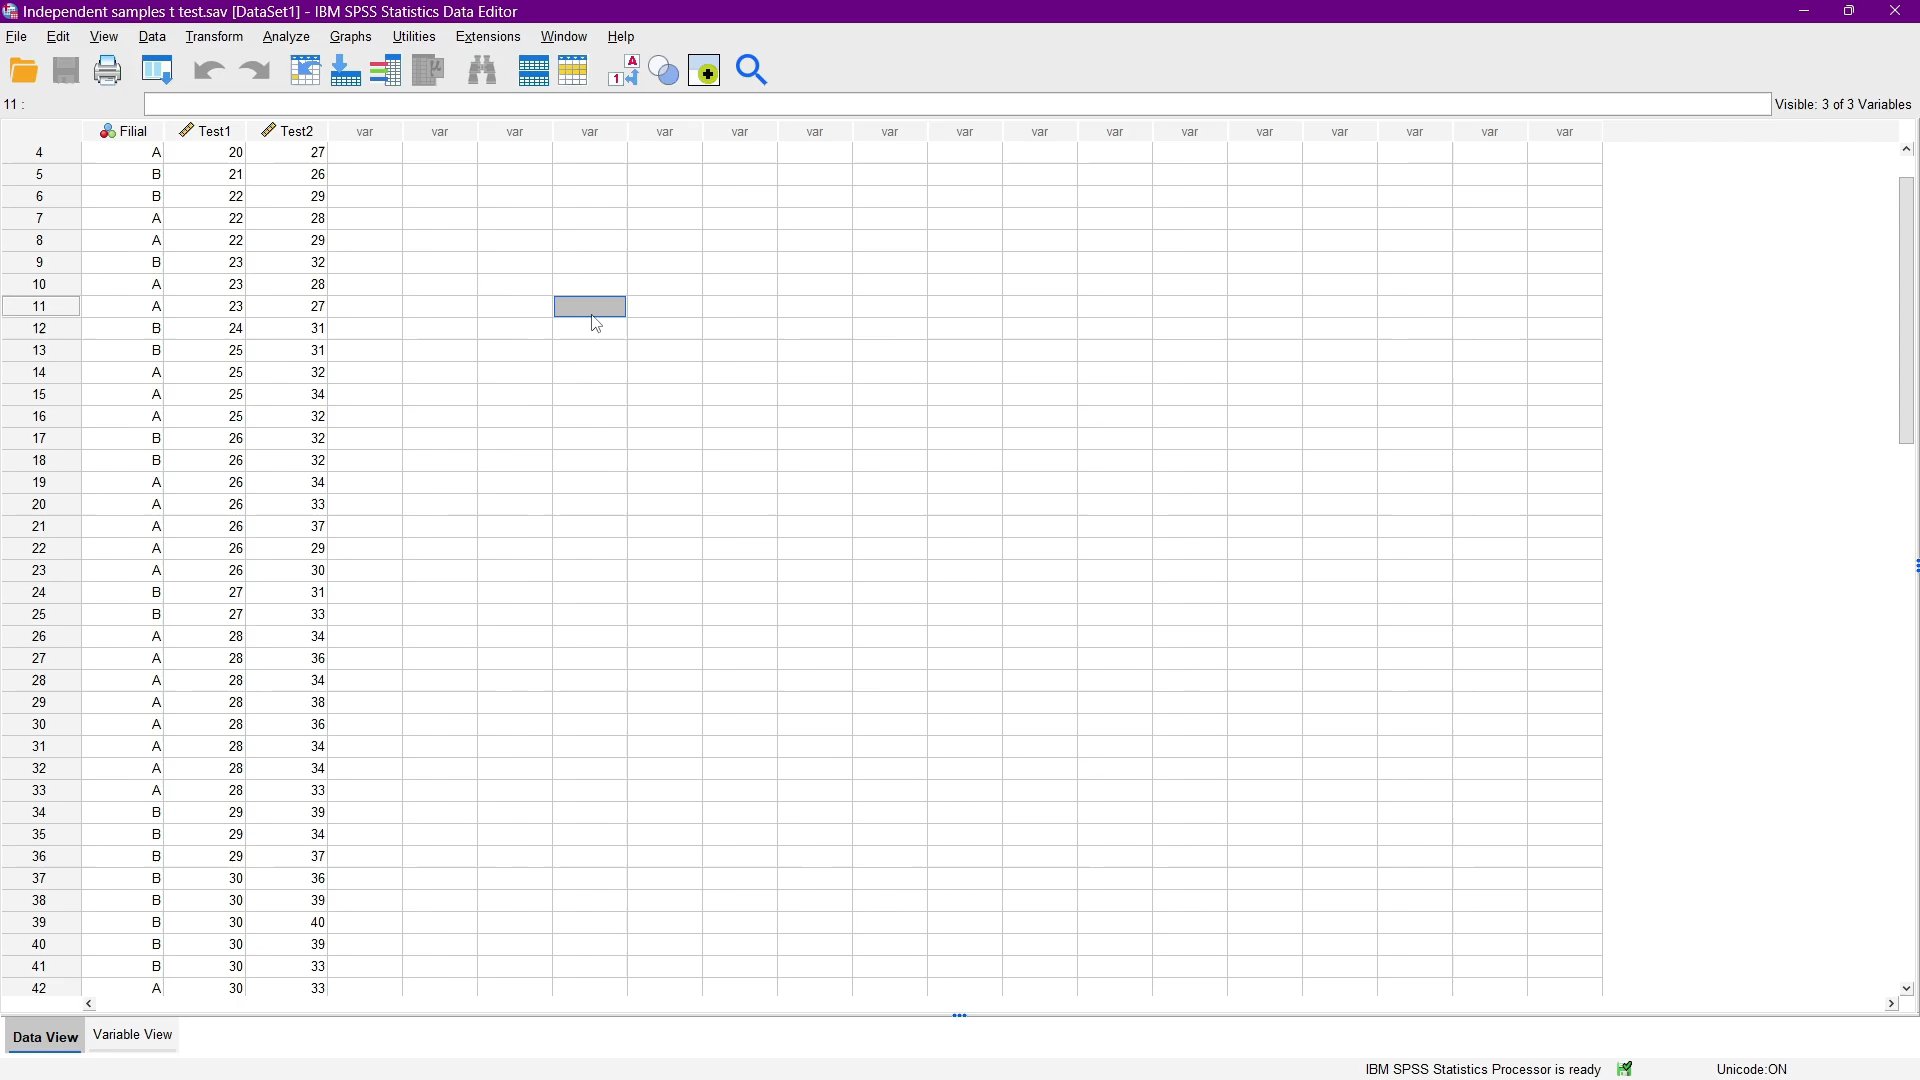 Independent samples t test.sav [DataSet1] - IBM SPSS Statistics Data Editor
File Edit View Data Transform Analyze Graphs Utilities Extensions Window Help
1 A
11 : Visible: 3 of 3 Variables
Filial Test1 Test2 var var var var var var var var var var var var var var var var var
4 A 20 27
5 B 21 26
6 B 22 29
7 A 22 28
8 A 22 29
9 B 23 32
10 A 23 28
11 A 23 27
12 B 24 31
13 B 25 31
14 A 25 32
15 A 25 34
16 A 25 32
17 B 26 32
18 B 26 32
19 A 26 34
20 A 26 33
21 A 26 37
22 A 26 29
23 A 26 30
24 B 27 31
25 B 27 33
26 A 28 34
27 A 28 36
28 A 28 34
29 A 28 38
30 A 28 36
31 A 28 34
32 A 28 34
33 A 28 33
34 B 29 39
35 B 29 34
36 B 29 37
37 B 30 36
38 B 30 39
39 B 30 40
40 B 30 39
41 B 30 33
42 A 30 33
Data View Variable View
IBM SPSS Statistics Processor is ready Unicode:ON